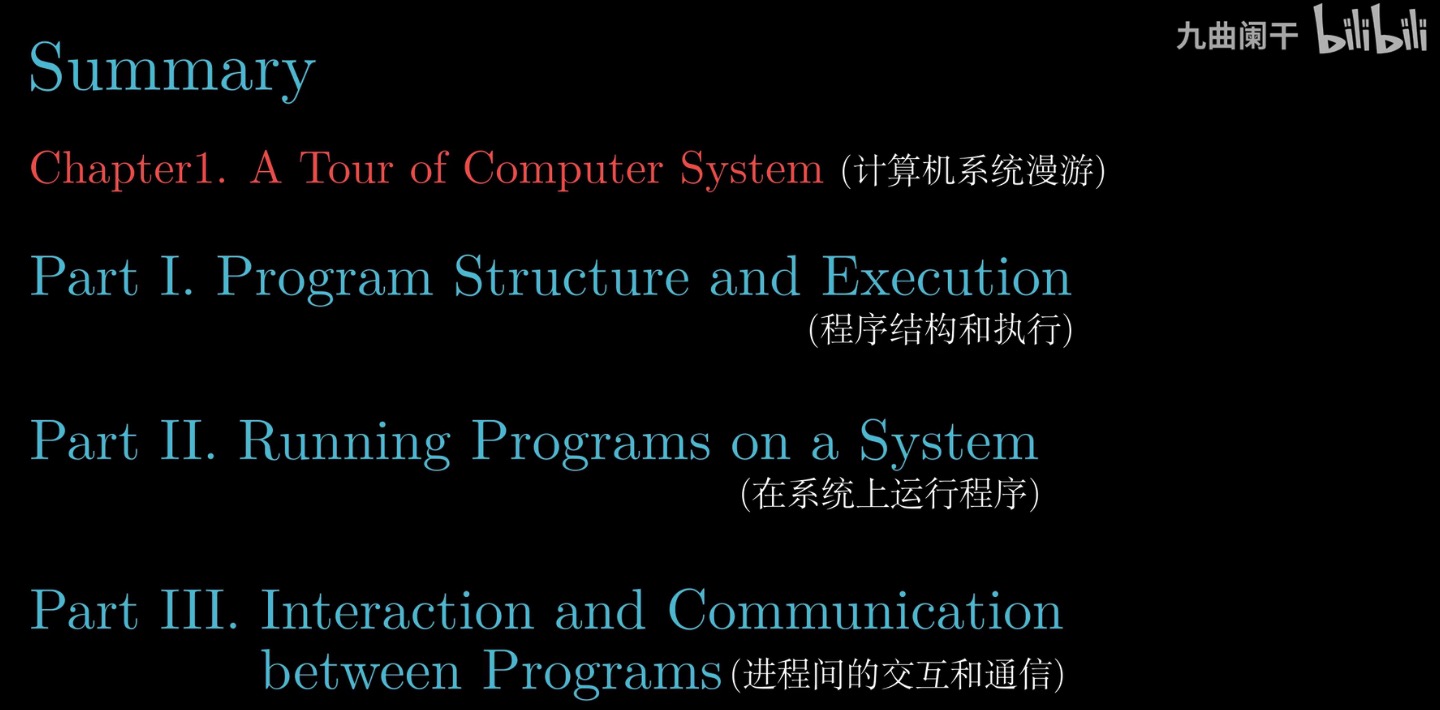 九曲阑干 bilibili
Summary
Chapter1. A Tour of Computer System (计算机系统漫游)
Part I. Program Structure and Execution
(程序结构和执行)
Part II. Running Programs on a System
(在系统上运行程序)
Part III. Interaction and Communication
between Programs (进程间的交互和通信)